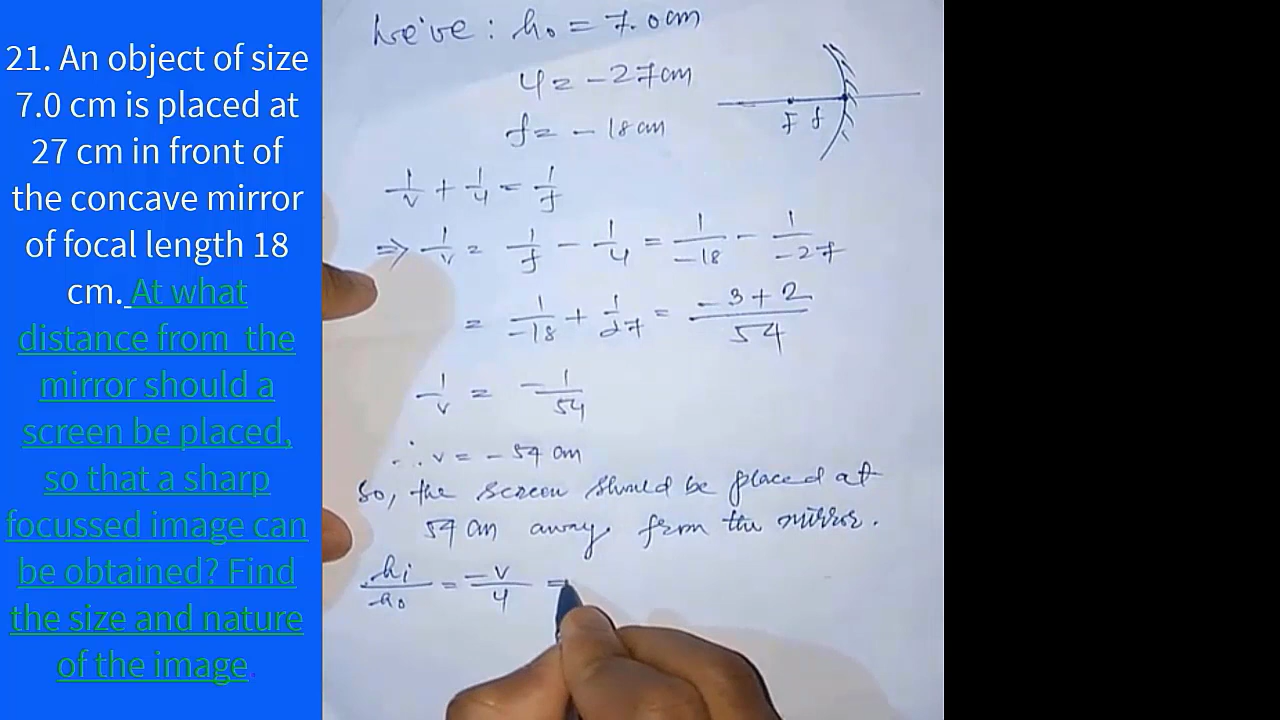 21. An object of size
7.0 cm is placed at
27 cm in front of
the concave mirror
of focal length 18
cm. At what
distance from the
mirror should a
screen be placed,
so that a sharp
focussed image can
be obtained? Find
the size and nature
of the image.
We've : ho = 7.0 cm
u = -27 cm
f = - 18 cm
F f
1/v + 1/u = 1/f
=> 1/v = 1/f - 1/u = 1/-18 - 1/-27
= 1/-18 + 1/27 = -3+2/54
1/v = -1/54
∴ v = - 54 cm
So, the screen should be placed at
54 cm away from the mirror.
hi/ho = -v/u =